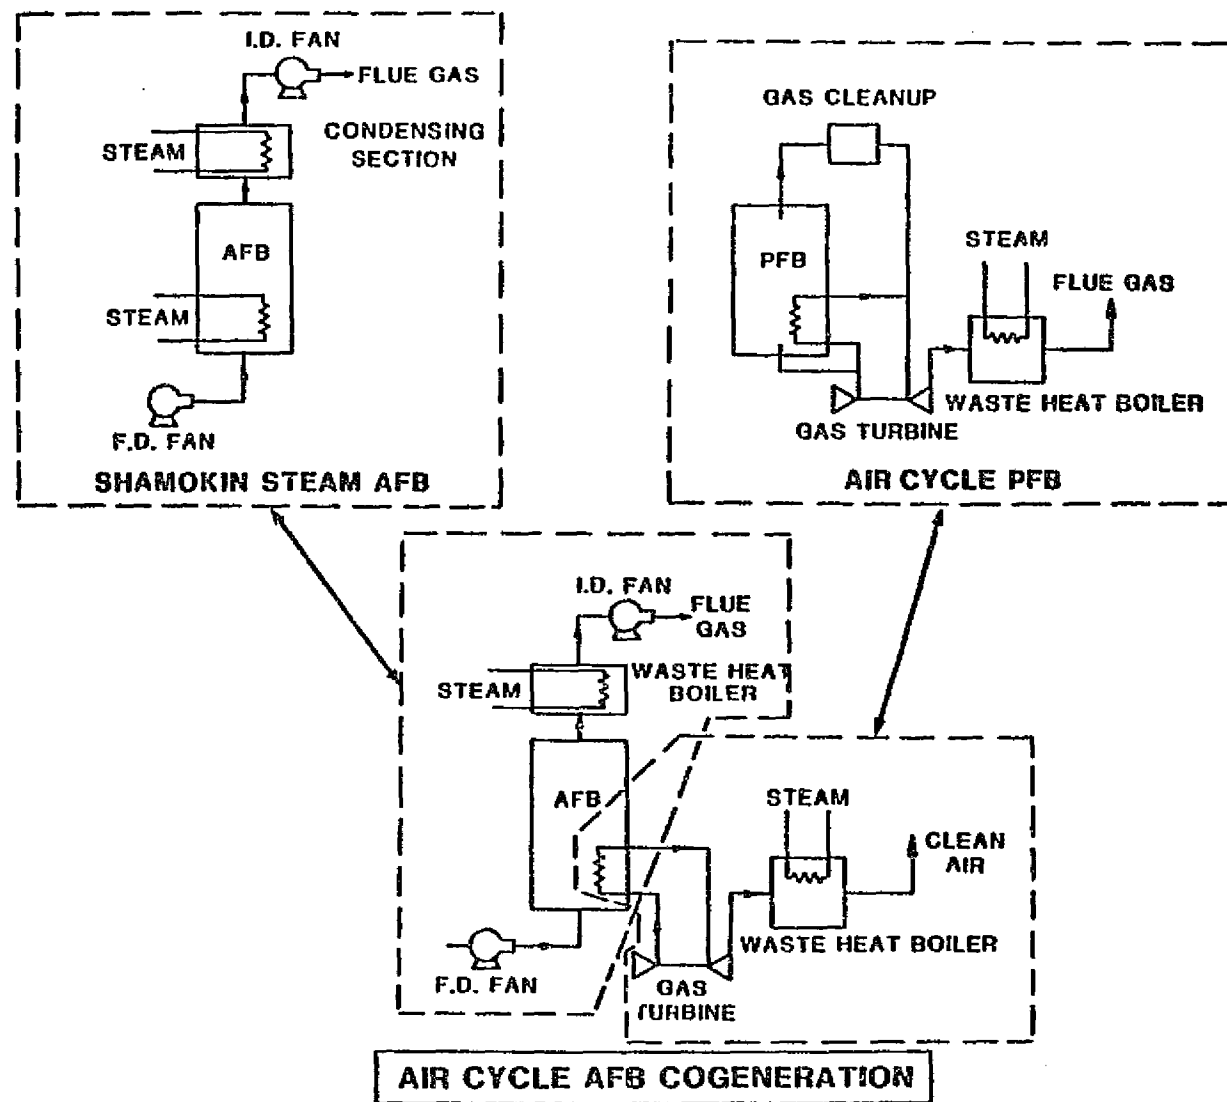 I.D. FAN
FLUE GAS
CONDENSING
SECTION
STEAM
AFB
STEAM
F.D. FAN
SHAMOKIN STEAM AFB
GAS CLEANUP
PFB
STEAM
FLUE GAS
WASTE HEAT BOILER
GAS TURBINE
AIR CYCLE PFB
I.D. FAN
FLUE
GAS
WASTE HEAT
BOILER
STEAM
AFB
STEAM
CLEAN
AIR
WASTE HEAT BOILER
F.D. FAN
GAS
TURBINE
AIR CYCLE AFB COGENERATION